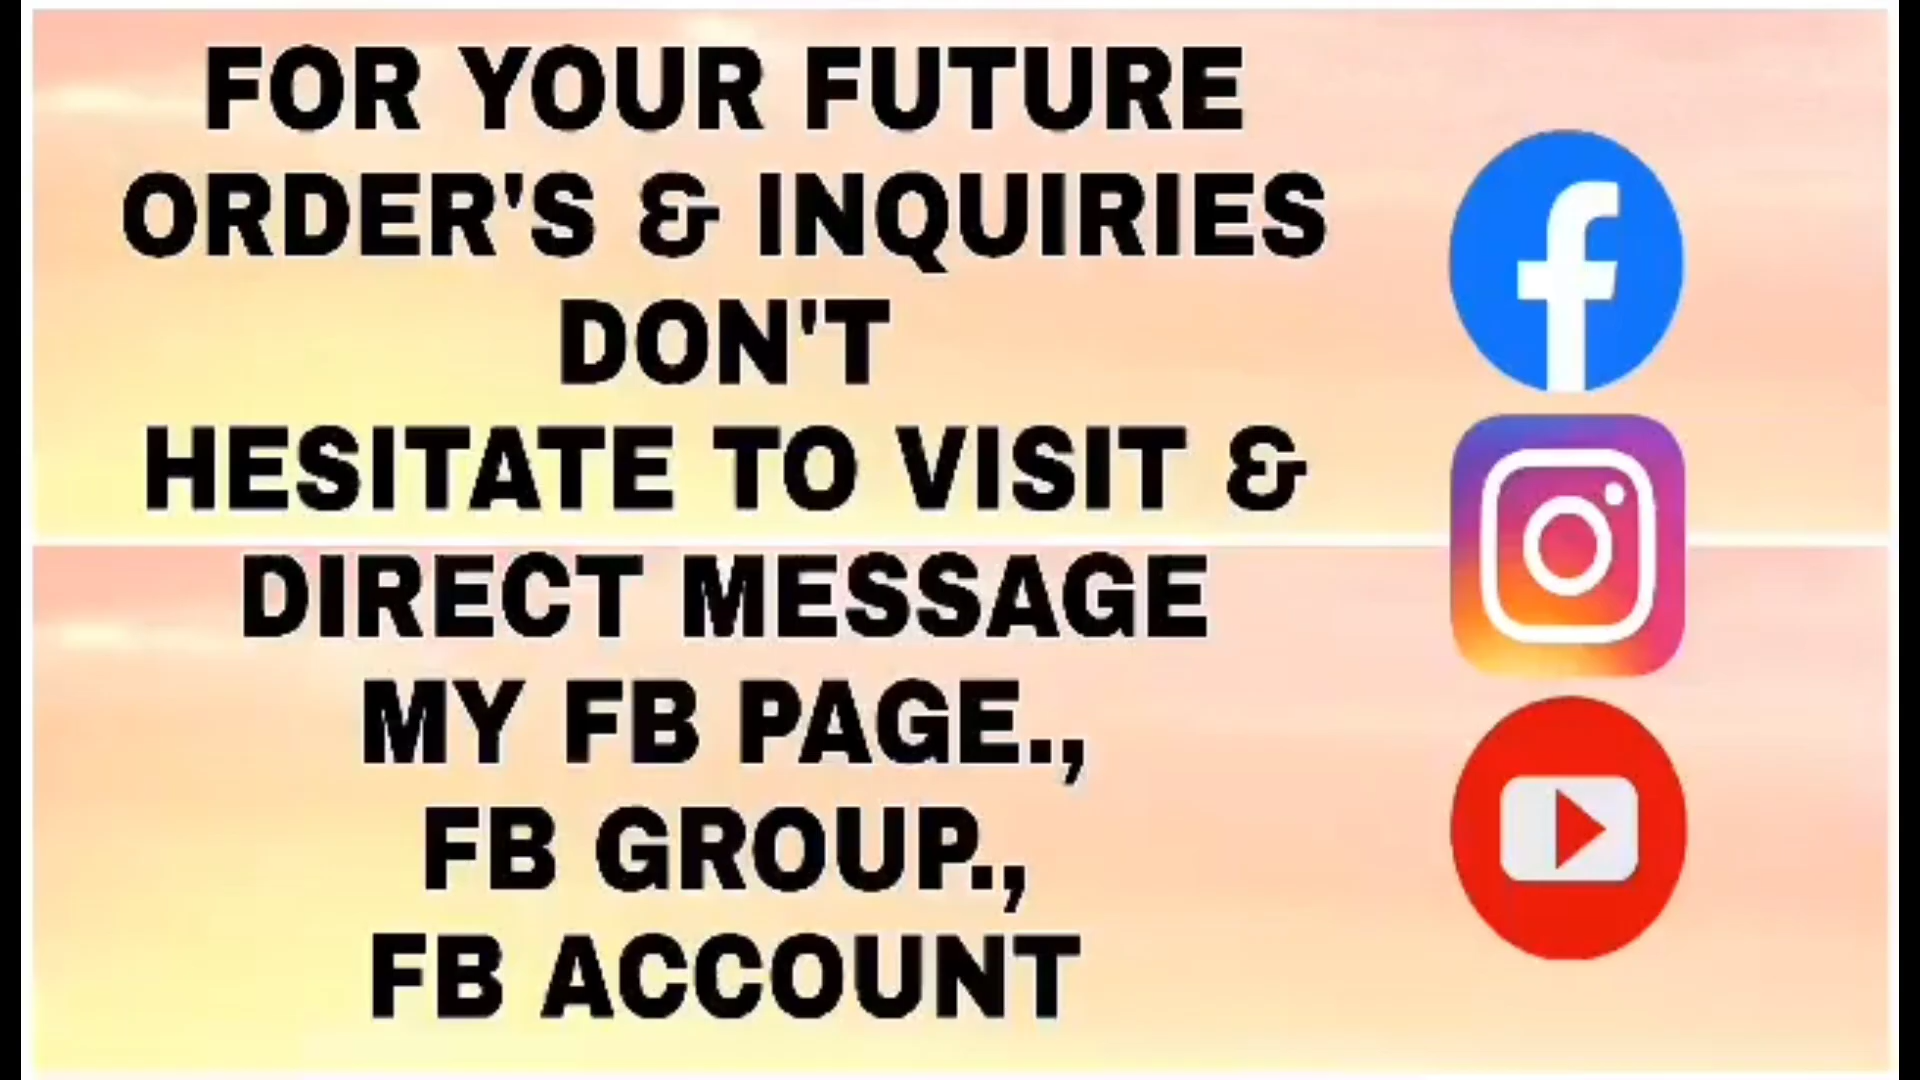 FOR YOUR FUTURE
ORDER'S & INQUIRIES
DON'T
HESITATE TO VISIT &
DIRECT MESSAGE
MY FB PAGE.,
FB GROUP.,
FB ACCOUNT